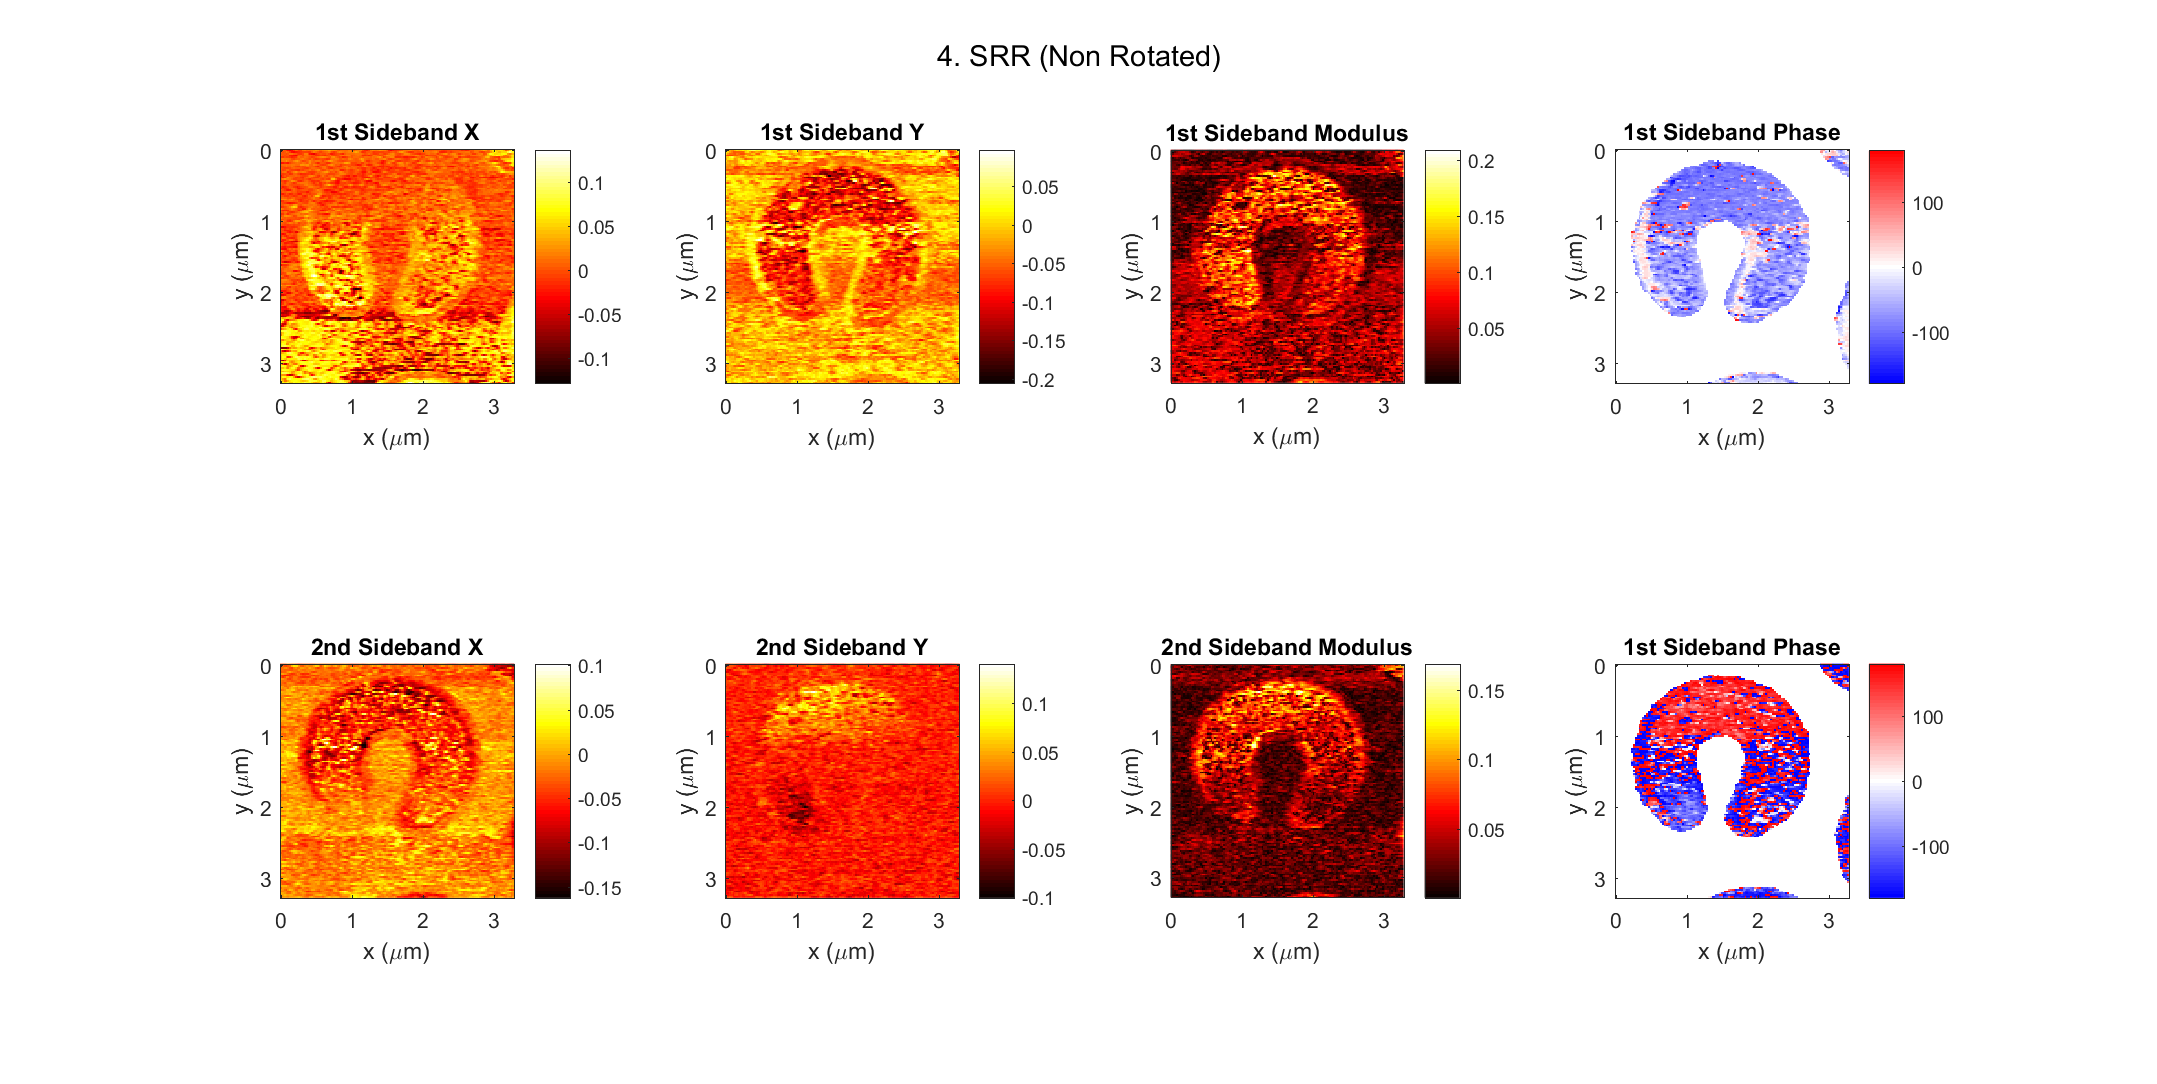 4. SRR (Non Rotated)
1st Sideband X
0
1
2
3
y (μm)
0 1 2 3
x (μm)
0.1
0.05
0
-0.05
-0.1
1st Sideband Y
0
1
2
3
y (μm)
0 1 2 3
x (μm)
0.05
0
-0.05
-0.1
-0.15
-0.2
1st Sideband Modulus
0
1
2
3
y (μm)
0 1 2 3
x (μm)
0.2
0.15
0.1
0.05
1st Sideband Phase
0
1
2
3
y (μm)
0 1 2 3
x (μm)
100
0
-100
2nd Sideband X
0
1
2
3
y (μm)
0 1 2 3
x (μm)
0.1
0.05
0
-0.05
-0.1
-0.15
2nd Sideband Y
0
1
2
3
y (μm)
0 1 2 3
x (μm)
0.1
0.05
0
-0.05
-0.1
2nd Sideband Modulus
0
1
2
3
y (μm)
0 1 2 3
x (μm)
0.15
0.1
0.05
1st Sideband Phase
0
1
2
3
y (μm)
0 1 2 3
x (μm)
100
0
-100